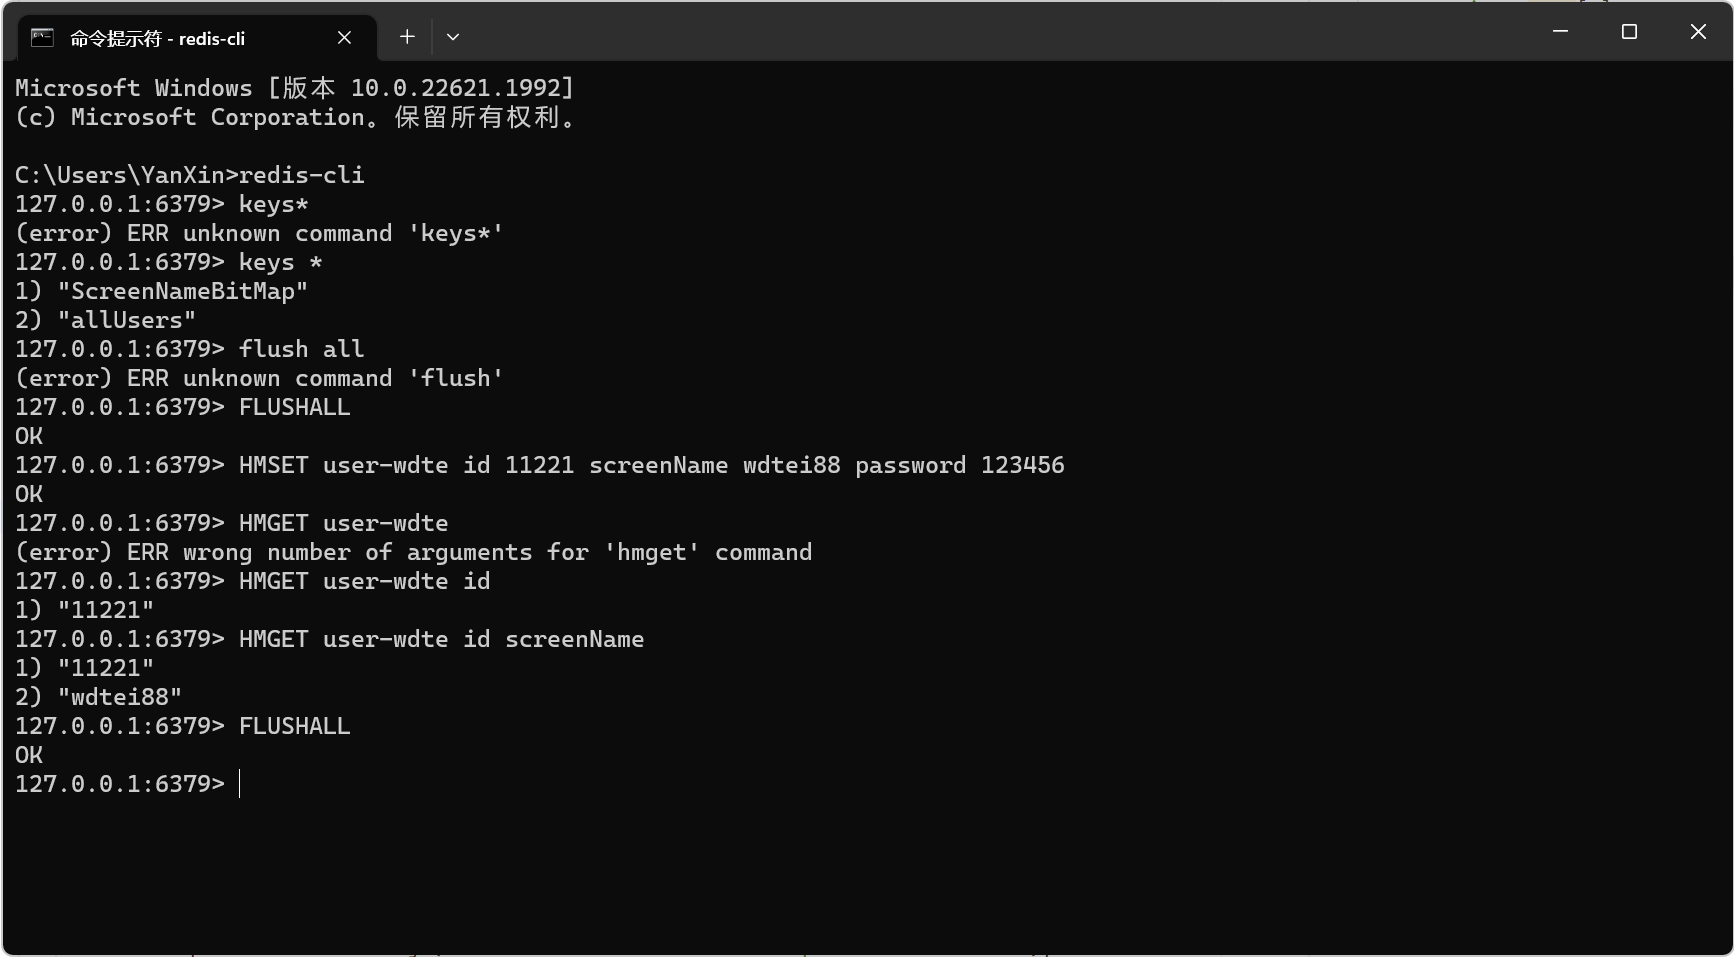 命令提示符 - redis-cli
Microsoft Windows [版本 10.0.22621.1992]
(c) Microsoft Corporation。保留所有权利。
C:\Users\YanXin>redis-cli
127.0.0.1:6379> keys*
(error) ERR unknown command 'keys*'
127.0.0.1:6379> keys *
1) "ScreenNameBitMap"
2) "allUsers"
127.0.0.1:6379> flush all
(error) ERR unknown command 'flush'
127.0.0.1:6379> FLUSHALL
OK
127.0.0.1:6379> HMSET user-wdte id 11221 screenName wdtei88 password 123456
OK
127.0.0.1:6379> HMGET user-wdte
(error) ERR wrong number of arguments for 'hmget' command
127.0.0.1:6379> HMGET user-wdte id
1) "11221"
127.0.0.1:6379> HMGET user-wdte id screenName
1) "11221"
2) "wdtei88"
127.0.0.1:6379> FLUSHALL
OK
127.0.0.1:6379>